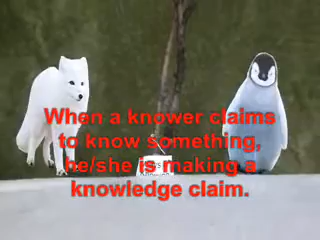 When a knower claims
to know something,
he/she is making a
knowledge claim.